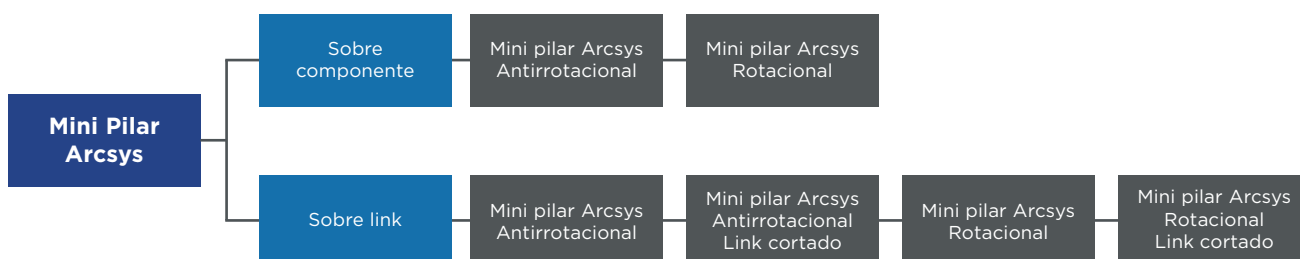 Mini Pilar
Arcsys
Sobre
componente
Mini pilar Arcsys
Antirrotacional
Mini pilar Arcsys
Rotacional
Sobre link
Mini pilar Arcsys
Antirrotacional
Mini pilar Arcsys
Antirrotacional
Link cortado
Mini pilar Arcsys
Rotacional
Mini pilar Arcsys
Rotacional
Link cortado